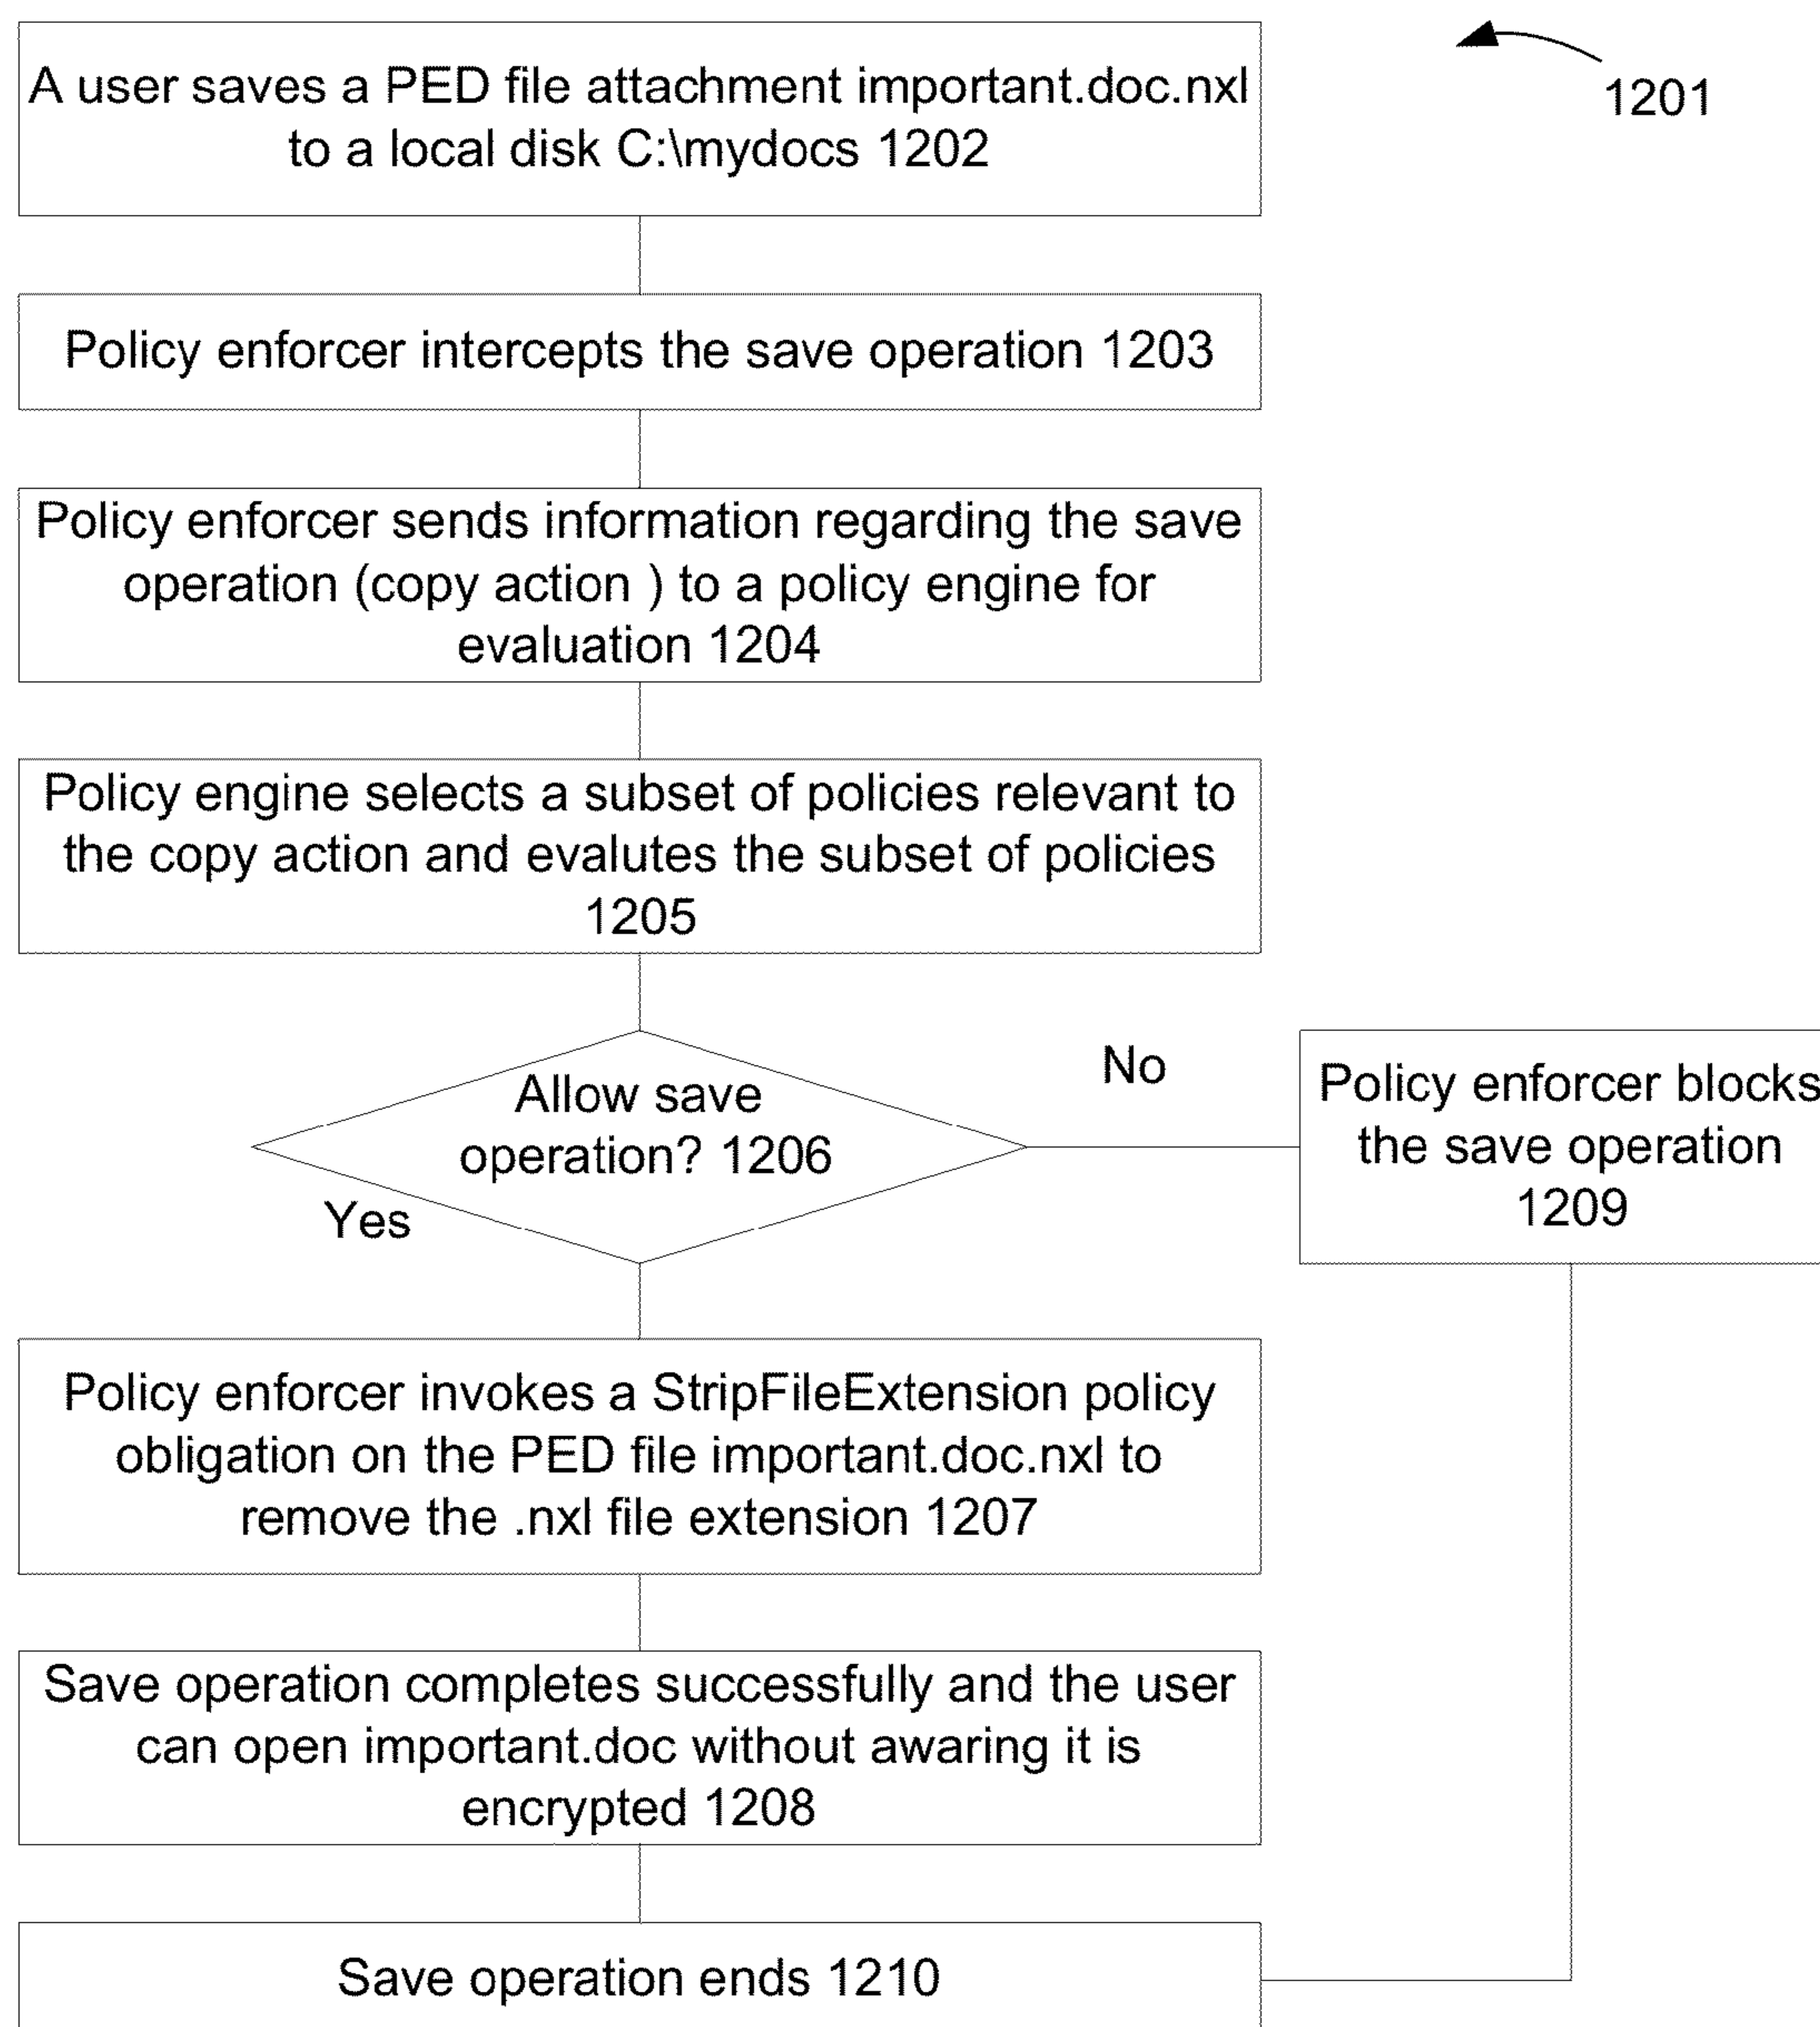 A user saves a PED file attachment important.doc.nxl
to a local disk C:\mydocs 1202
1201
Policy enforcer intercepts the save operation 1203
Policy enforcer sends information regarding the save
operation (copy action ) to a policy engine for
evaluation 1204
Policy engine selects a subset of policies relevant to
the copy action and evalutes the subset of policies
1205
Allow save
operation? 1206
No
Yes
Policy enforcer blocks
the save operation
1209
Policy enforcer invokes a StripFileExtension policy
obligation on the PED file important.doc.nxl to
remove the .nxl file extension 1207
Save operation completes successfully and the user
can open important.doc without awaring it is
encrypted 1208
Save operation ends 1210